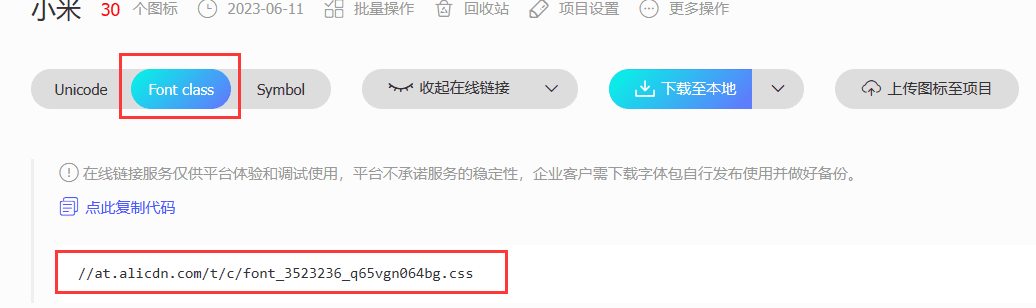 小米 30 个图标 2023-06-11 批量操作 回收站 项目设置 更多操作
Unicode Font class Symbol 收起在线链接 下载至本地 上传图标至项目
在线链接服务仅供平台体验和调试使用，平台不承诺服务的稳定性，企业客户需下载字体包自行发布使用并做好备份。
点此复制代码
//at.alicdn.com/t/c/font_3523236_q65vgn064bg.css